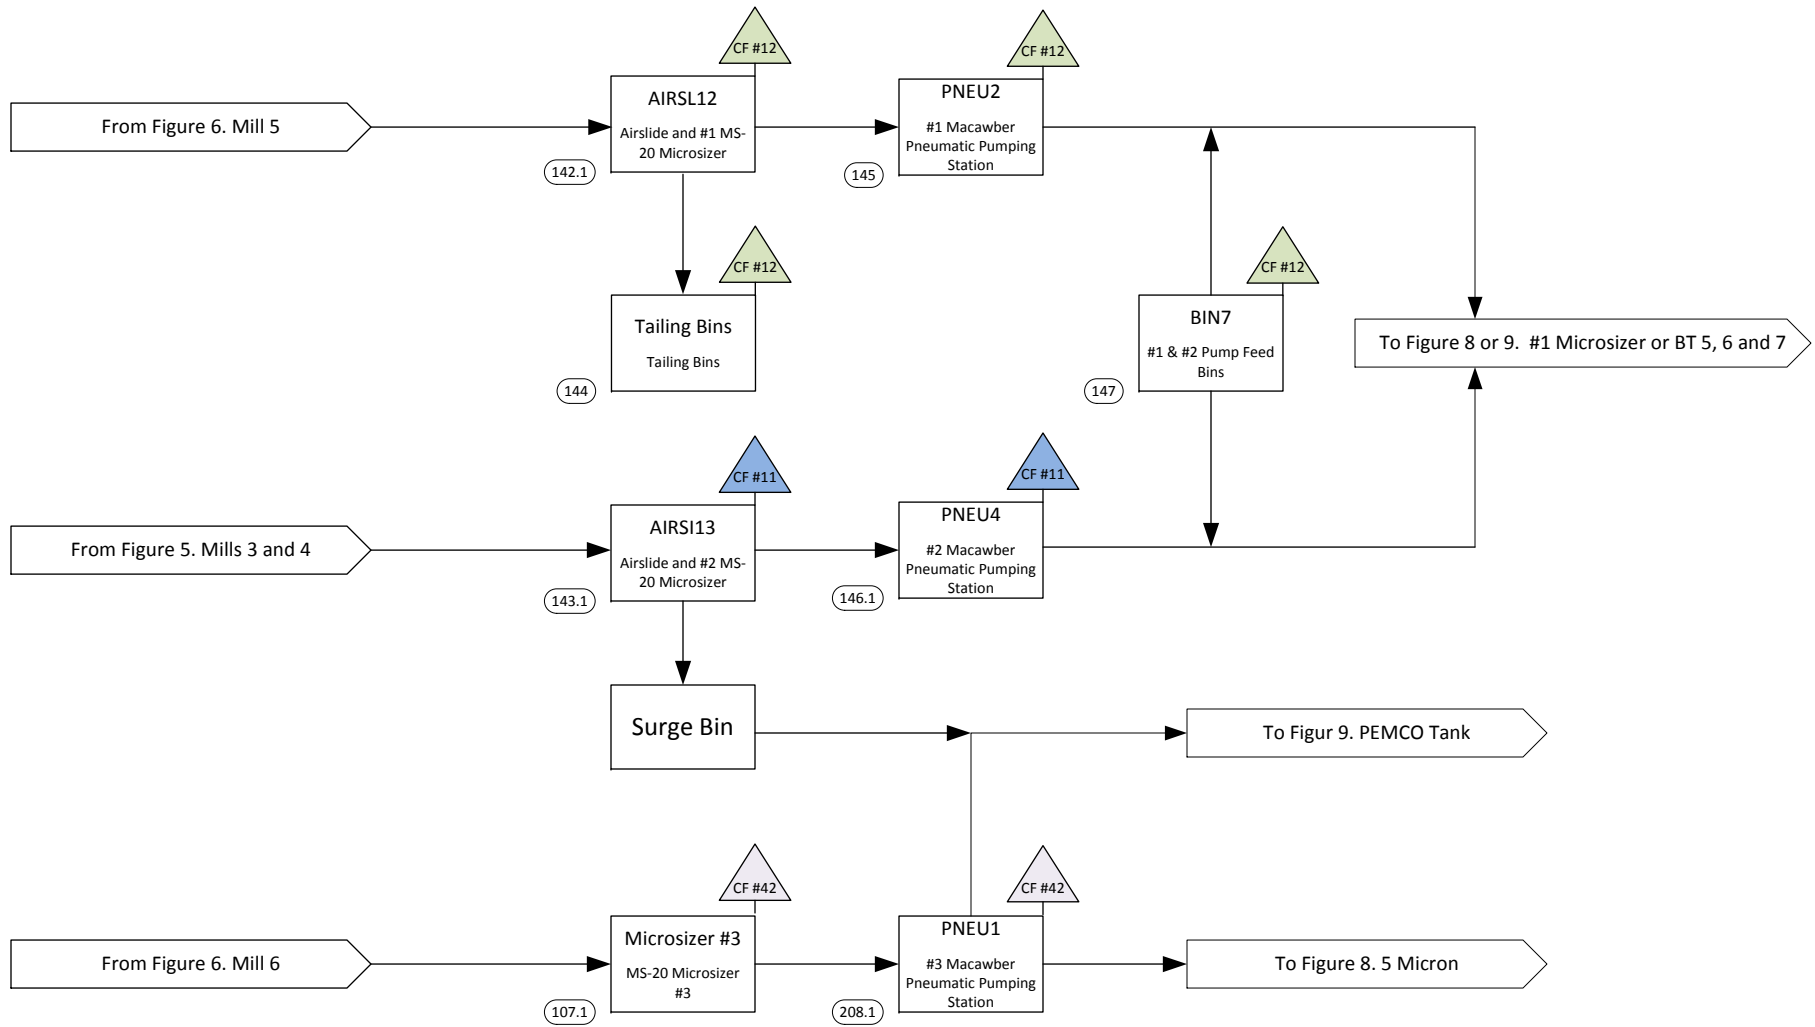 CF #12
CF #12
From Figure 6. Mill 5
AIRSL12
Airslide and #1 MS-
20 Microsizer
142.1
PNEU2
#1 Macawber
Pneumatic Pumping
Station
145
CF #12
Tailing Bins
Tailing Bins
144
CF #12
BIN7
#1 & #2 Pump Feed
Bins
147
To Figure 8 or 9.  #1 Microsizer or BT 5, 6 and 7
CF #11
CF #11
From Figure 5. Mills 3 and 4
AIRSI13
Airslide and #2 MS-
20 Microsizer
143.1
PNEU4
#2 Macawber
Pneumatic Pumping
Station
146.1
Surge Bin
To Figur 9. PEMCO Tank
CF #42
CF #42
From Figure 6. Mill 6
Microsizer #3
MS-20 Microsizer
#3
107.1
PNEU1
#3 Macawber
Pneumatic Pumping
Station
208.1
To Figure 8. 5 Micron